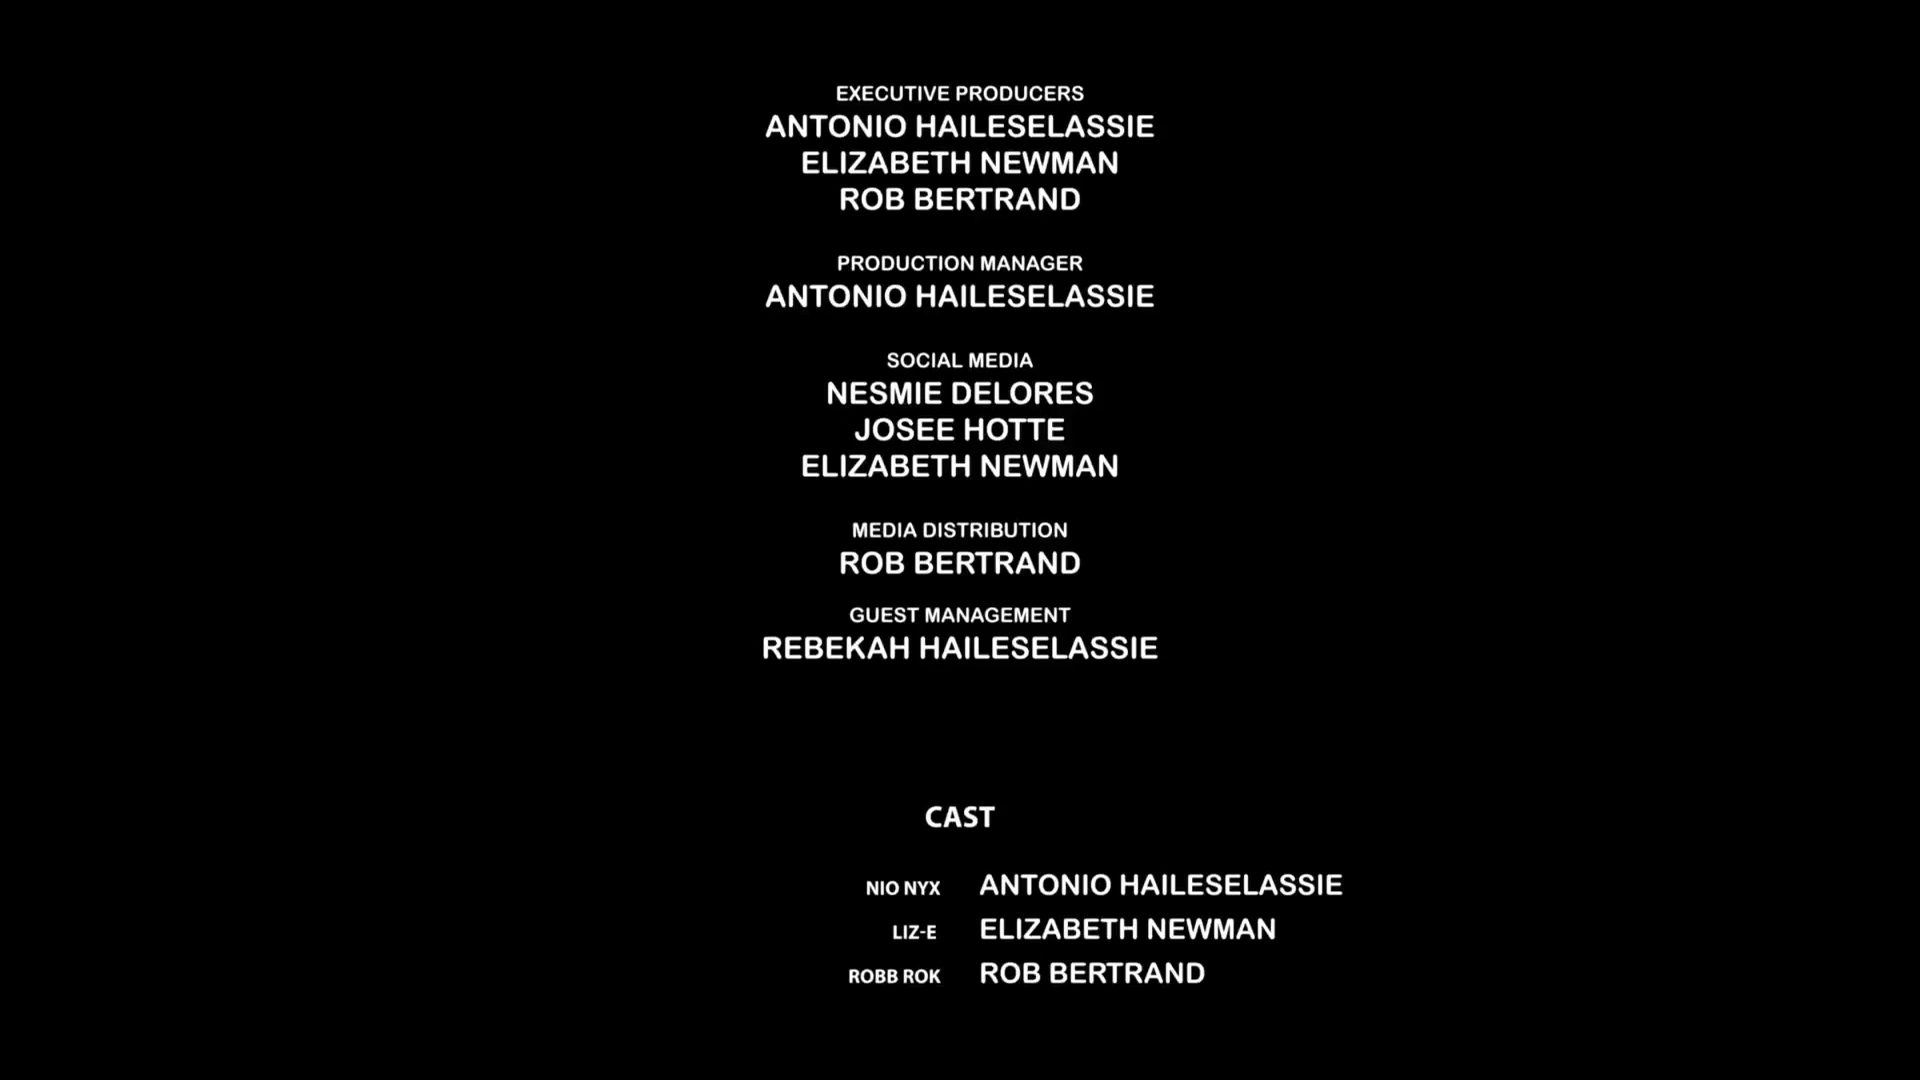 EXECUTIVE PRODUCERS
ANTONIO HAILESELASSIE
ELIZABETH NEWMAN
ROB BERTRAND
PRODUCTION MANAGER
ANTONIO HAILESELASSIE
SOCIAL MEDIA
NESMIE DELORES
JOSEE HOTTE
ELIZABETH NEWMAN
MEDIA DISTRIBUTION
ROB BERTRAND
GUEST MANAGEMENT
REBEKAH HAILESELASSIE
CAST
NIO NYX ANTONIO HAILESELASSIE
LIZ-E ELIZABETH NEWMAN
ROBB ROK ROB BERTRAND